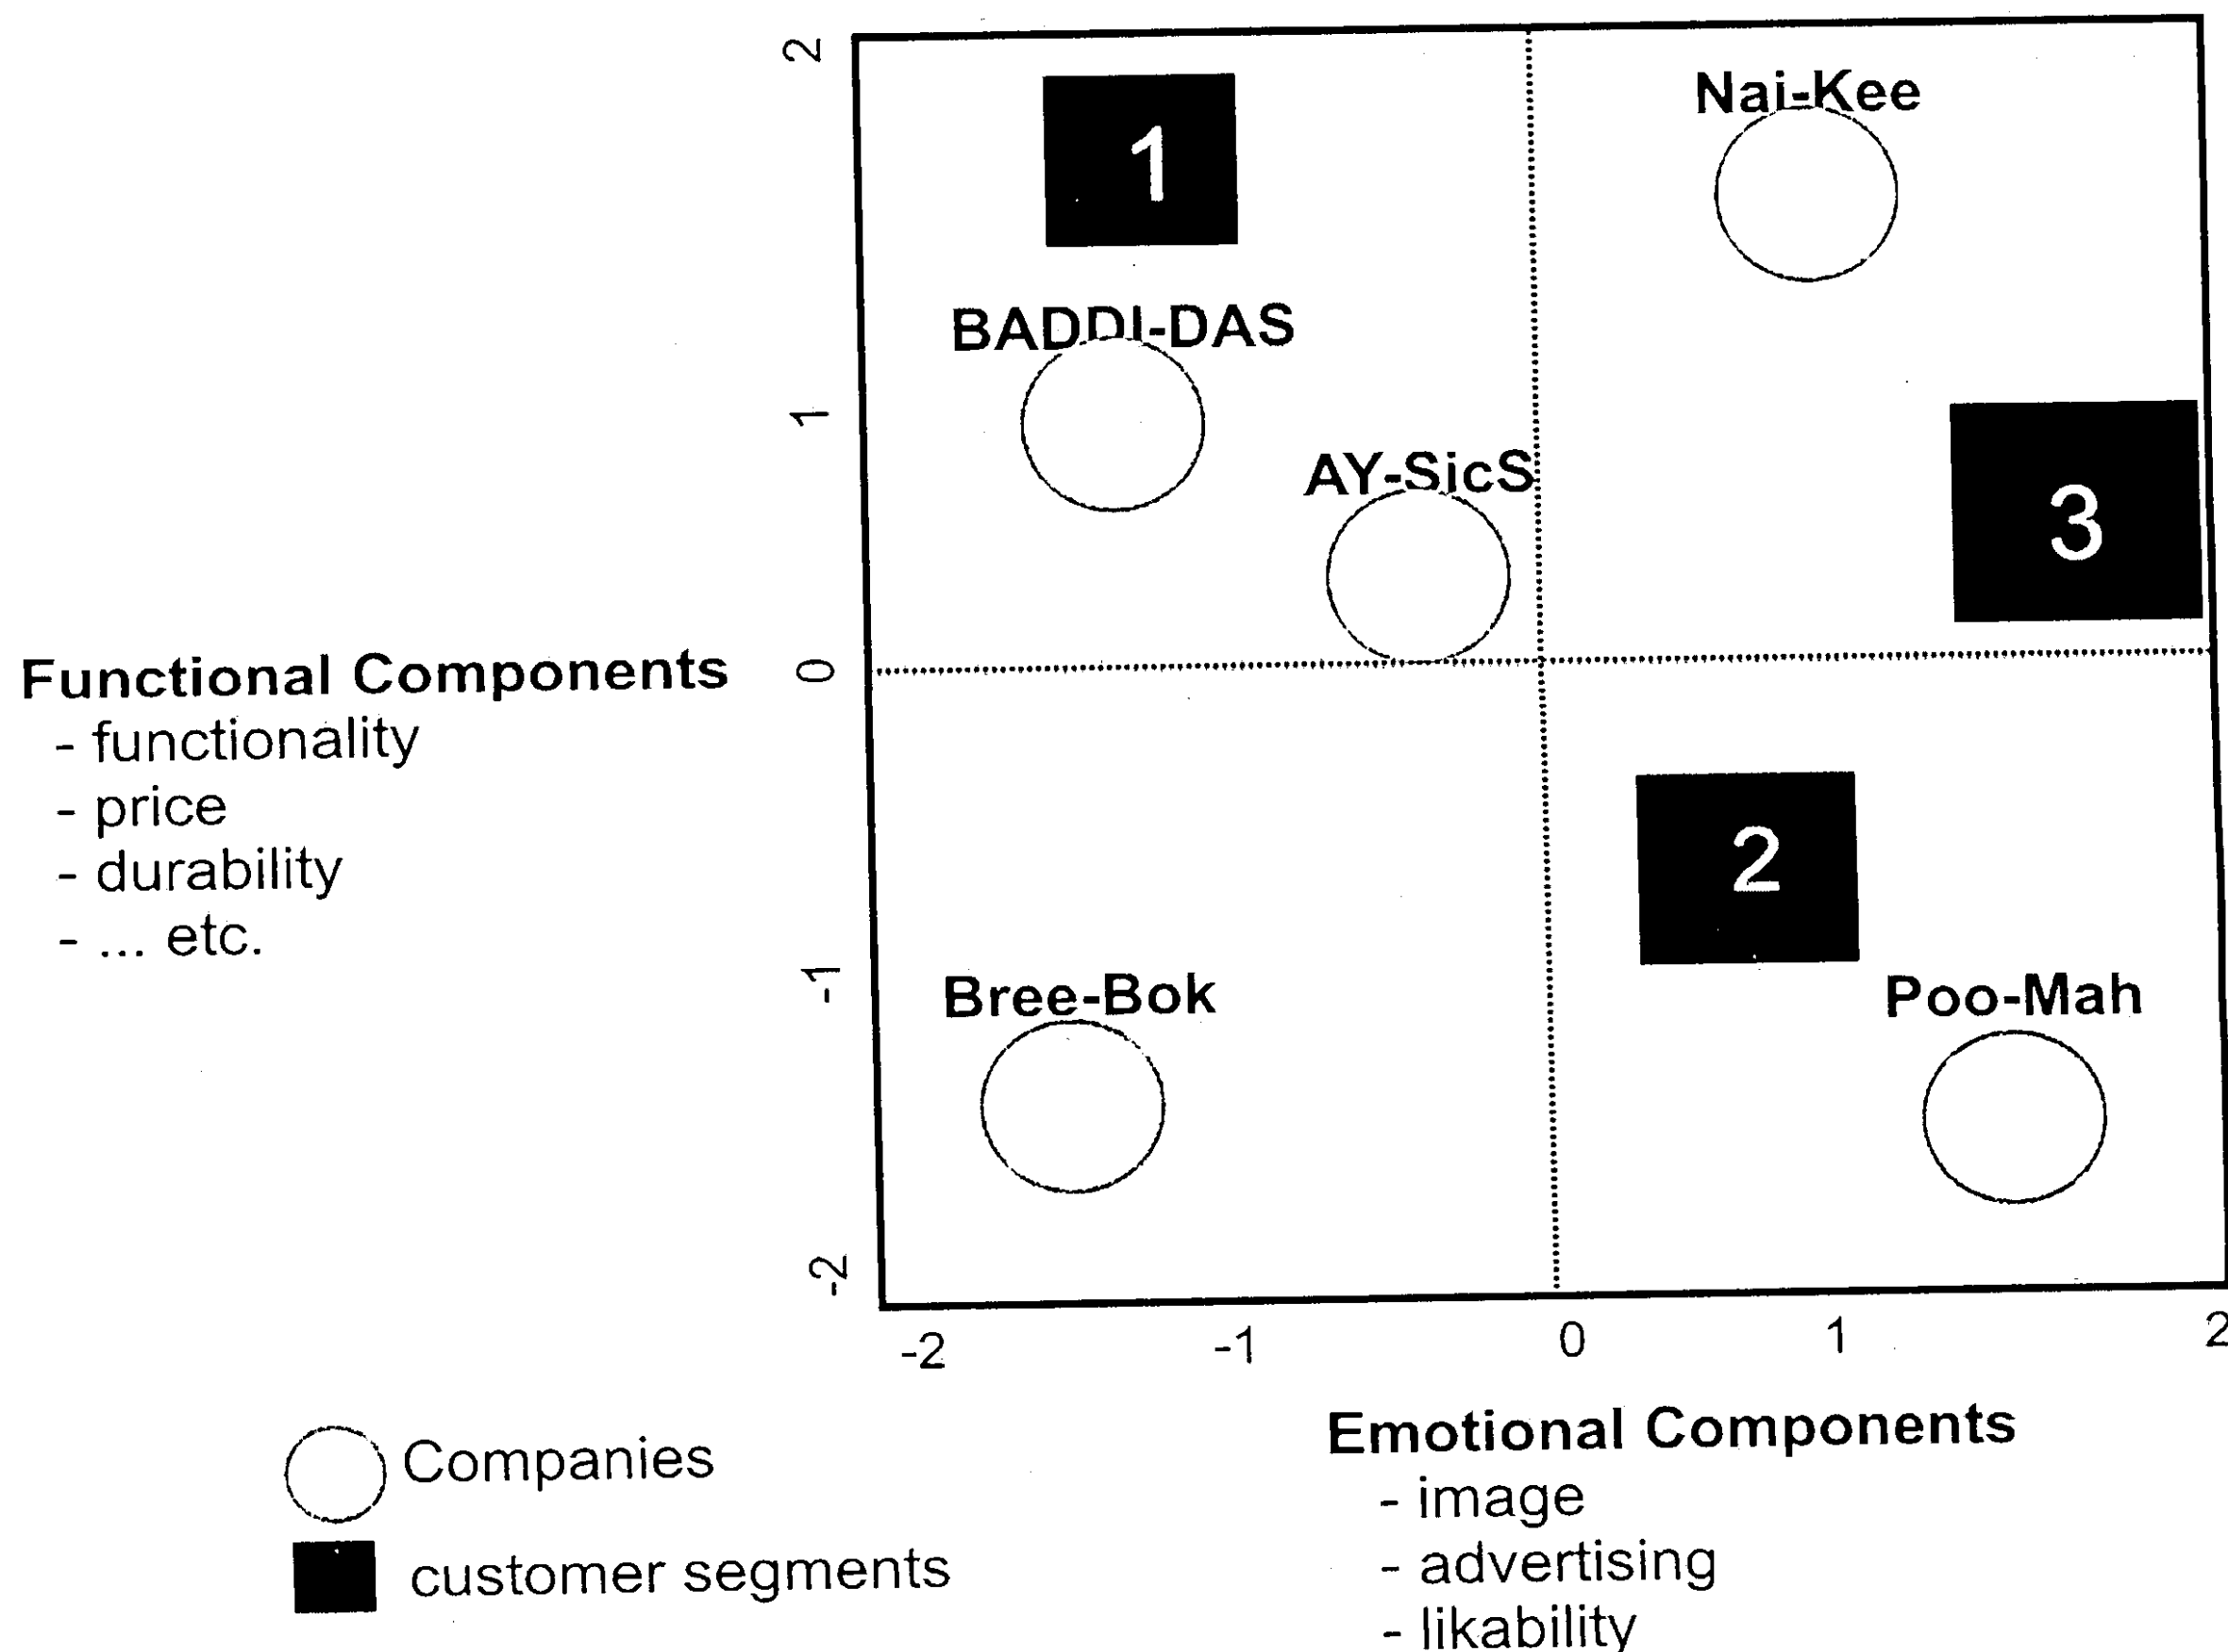 2
Nai-Kee
1
BADDI-DAS
1
AY-SicS
3
Functional Components
0
- functionality
- price
- durability
- ... etc.
2
-1
Bree-Bok
Poo-Mah
-2
-2
-1
0
1
2
Emotional Components
- image
- advertising
- likability
Companies
customer segments